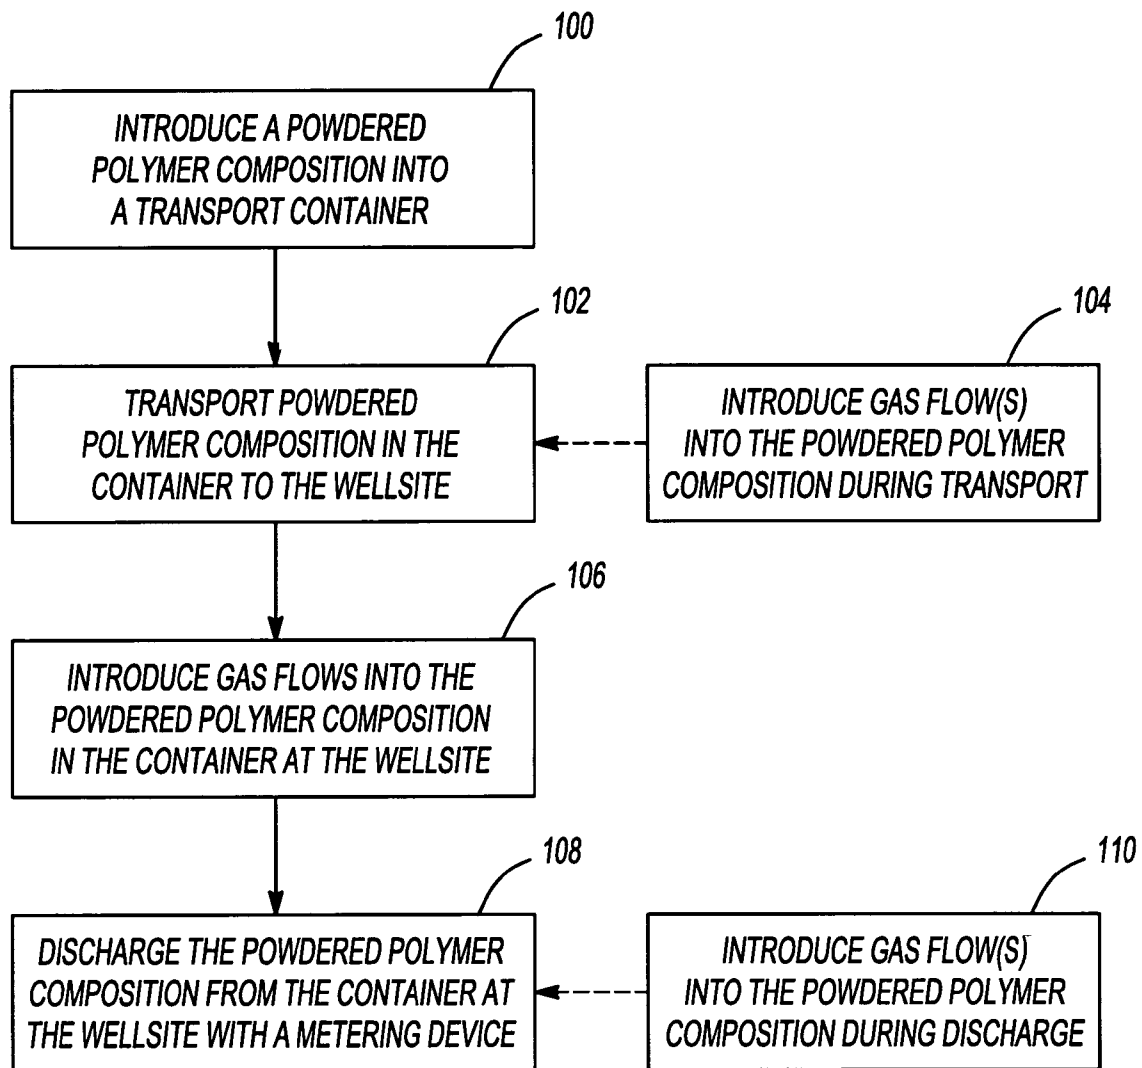 100
INTRODUCE A POWDERED
POLYMER COMPOSITION INTO
A TRANSPORT CONTAINER
102
TRANSPORT POWDERED
POLYMER COMPOSITION IN THE
CONTAINER TO THE WELLSITE
104
INTRODUCE GAS FLOW(S)
INTO THE POWDERED POLYMER
COMPOSITION DURING TRANSPORT
106
INTRODUCE GAS FLOWS INTO THE
POWDERED POLYMER COMPOSITION
IN THE CONTAINER AT THE WELLSITE
108
DISCHARGE THE POWDERED POLYMER
COMPOSITION FROM THE CONTAINER AT
THE WELLSITE WITH A METERING DEVICE
110
INTRODUCE GAS FLOW(S)
INTO THE POWDERED POLYMER
COMPOSITION DURING DISCHARGE